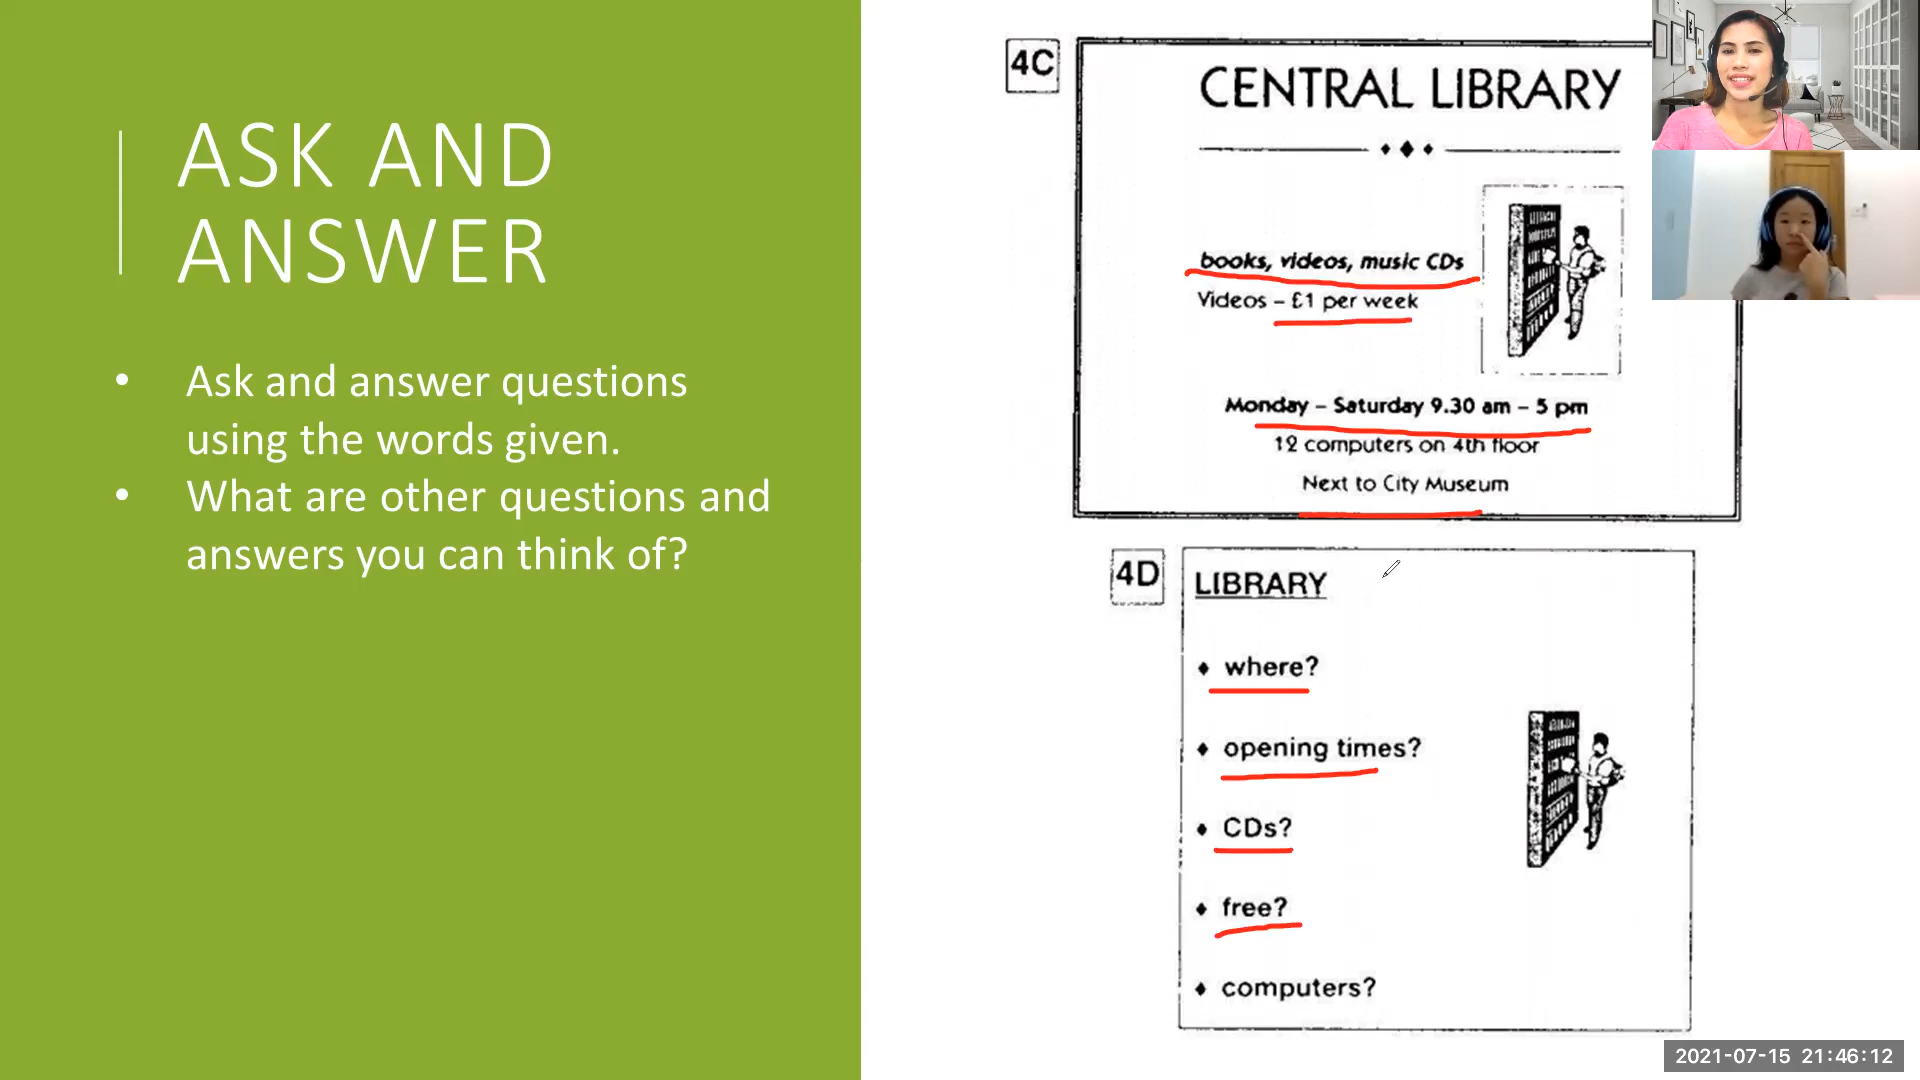 ASK AND
ANSWER
• Ask and answer questions
using the words given.
• What are other questions and
answers you can think of?
4C
CENTRAL LIBRARY
books, videos, music CDs
Videos – £1 per week
Monday – Saturday 9.30 am – 5 pm
12 computers on 4th floor
Next to City Museum
4D
LIBRARY
♦ where?
♦ opening times?
♦ CDs?
♦ free?
♦ computers?
2021-07-15 21:46:12